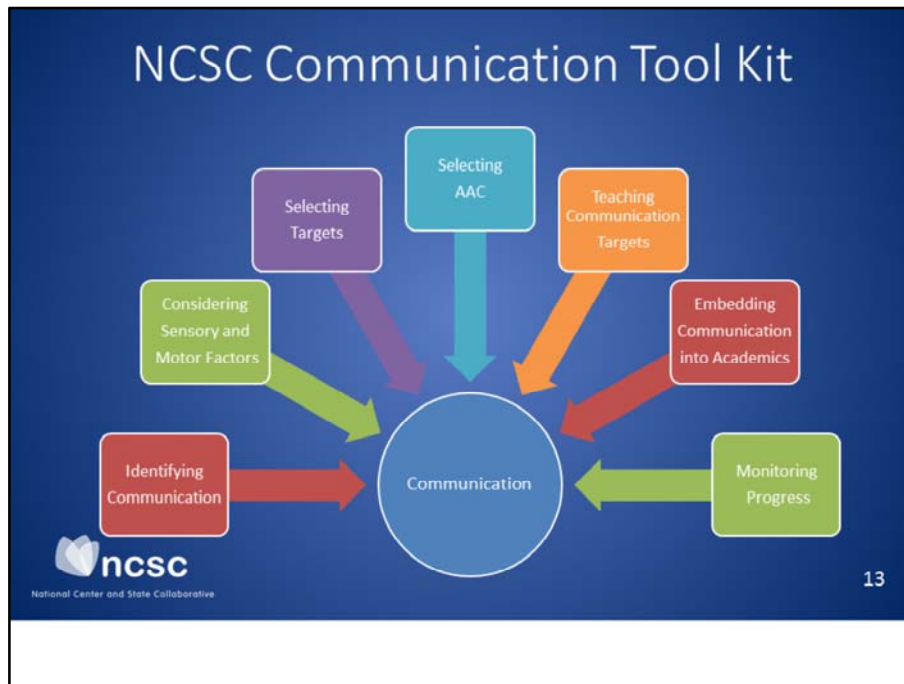 NCSC Communication Tool Kit
Selecting
AAC
Selecting
Targets
Teaching
Communication
Targets
Considering
Sensory and
Motor Factors
Embedding
Communication
into Academics
Identifying
Communication
Communication
Monitoring
Progress
ncsc
National Center and State Collaborative
13